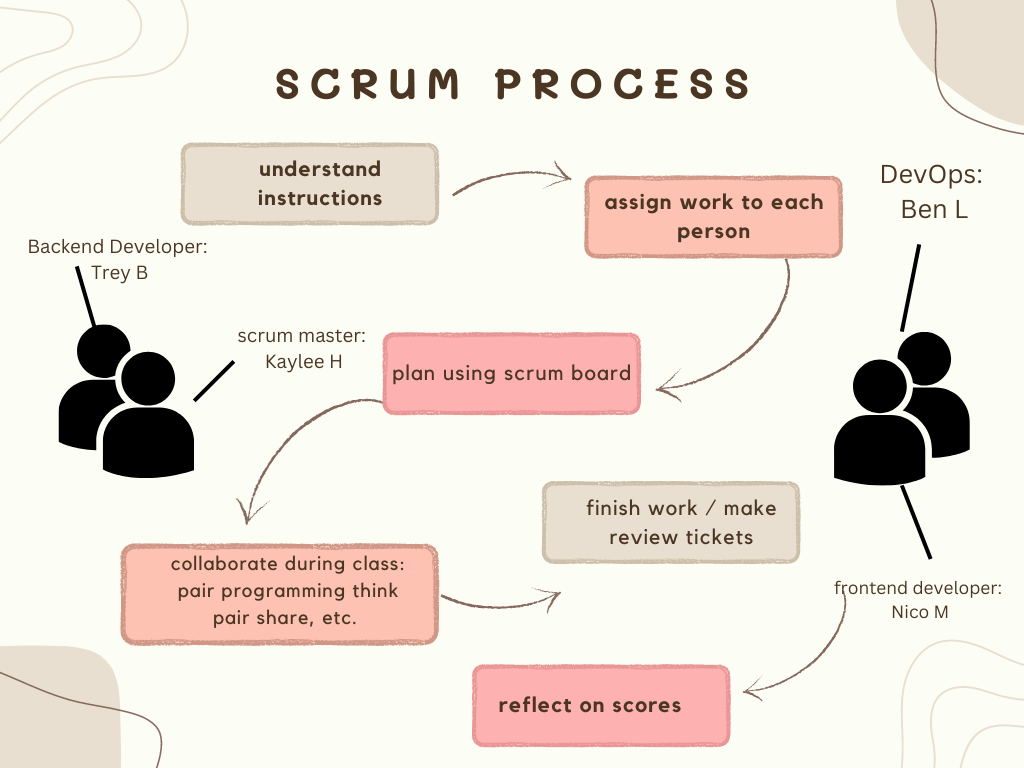 SCRUM PROCESS
understand
instructions
assign work to each
person
DevOps:
Ben L
Backend Developer:
Trey B
scrum master:
Kaylee H
plan using scrum board
finish work / make
review tickets
collaborate during class:
pair programming think
pair share, etc.
frontend developer:
Nico M
reflect on scores